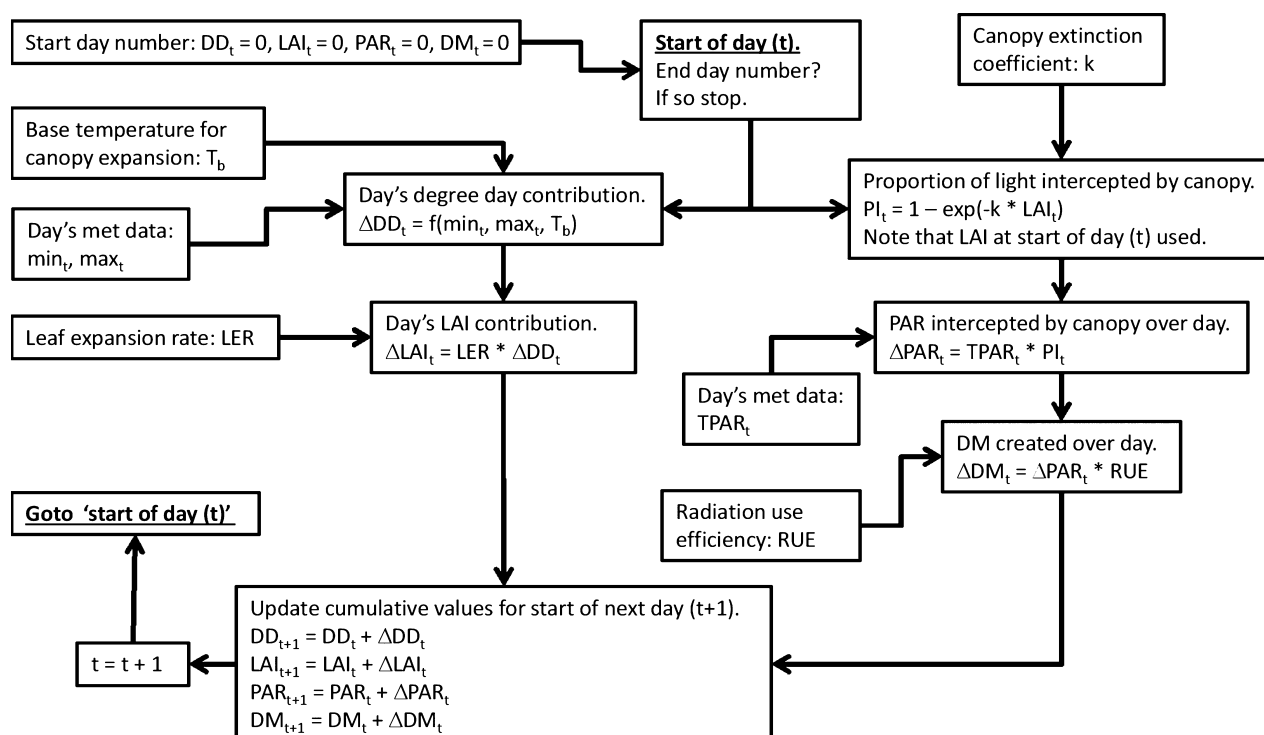 Start day number: DDₜ = 0, LAIₜ = 0, PARₜ = 0, DMₜ = 0
Start of day (t).
End day number?
If so stop.
Canopy extinction
coefficient: k
Base temperature for
canopy expansion: T_b
Day's degree day contribution.
ΔDDₜ = f(minₜ, maxₜ, T_b)
Proportion of light intercepted by canopy.
PIₜ = 1 – exp(-k * LAIₜ)
Note that LAI at start of day (t) used.
Day's met data:
minₜ, maxₜ
Leaf expansion rate: LER
Day's LAI contribution.
ΔLAIₜ = LER * ΔDDₜ
PAR intercepted by canopy over day.
ΔPARₜ = TPARₜ * PIₜ
Day's met data:
TPARₜ
DM created over day.
ΔDMₜ = ΔPARₜ * RUE
Radiation use
efficiency: RUE
Goto 'start of day (t)'
Update cumulative values for start of next day (t+1).
DDₜ₊₁ = DDₜ + ΔDDₜ
LAIₜ₊₁ = LAIₜ + ΔLAIₜ
PARₜ₊₁ = PARₜ + ΔPARₜ
DMₜ₊₁ = DMₜ + ΔDMₜ
t = t + 1